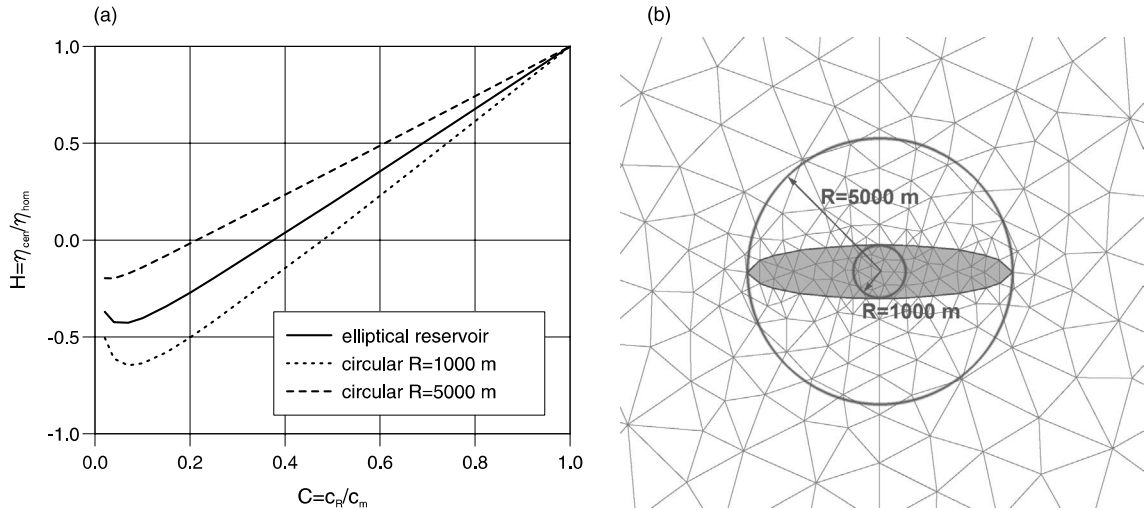 (a)
1.0
0.5
0.0
-0.5
-1.0
H=η_cen/η_hom
elliptical reservoir
circular R=1000 m
circular R=5000 m
0.0 0.2 0.4 0.6 0.8 1.0
C=c_R/c_m
(b)
R=5000 m
R=1000 m